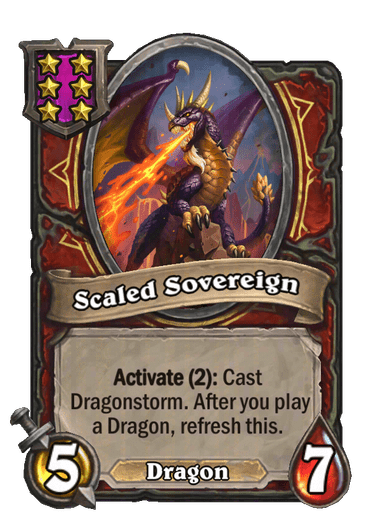 Scaled Sovereign
Activate (2): Cast
Dragonstorm. After you play
a Dragon, refresh this.
5
Dragon
7